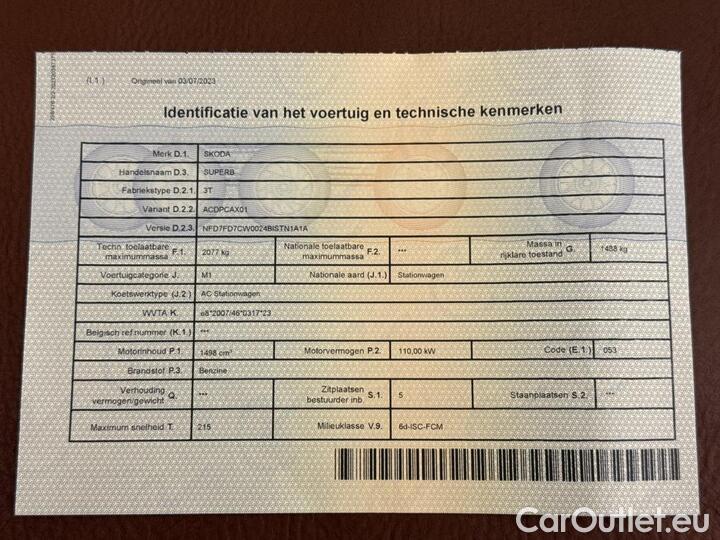 (I.1.) Origineel van 03/07/2023
Identificatie van het voertuig en technische kenmerken
Merk D.1. SKODA
Handelsnaam D.3. SUPERB
Fabriekstype D.2.1. 3T
Variant D.2.2. ACDPCAX01
Versie D.2.3. NFD7FD7CW0024BISTN1A1A
Techn. toelaatbare maximummassa F.1. 2077 kg Nationale toelaatbare maximummassa F.2. *** Massa in rijklare toestand G. 1488 kg
Voertuigcategorie J. M1 Nationale aard (J.1.) Stationwagen
Koetswerktype (J.2.) AC Stationwagen
WVTA K. e8*2007/46*0317*23
Belgisch ref.nummer (K.1.) ***
Motorinhoud P.1. 1498 cm³ Motorvermogen P.2. 110,00 kW Code (E.1.) 053
Brandstof P.3. Benzine
Verhouding vermogen/gewicht Q. *** Zitplaatsen bestuurder inb. S.1. 5 Staanplaatsen S.2. ***
Maximum snelheid T. 215 Milieuklasse V.9. 6d-ISC-FCM
CarOutlet.eu